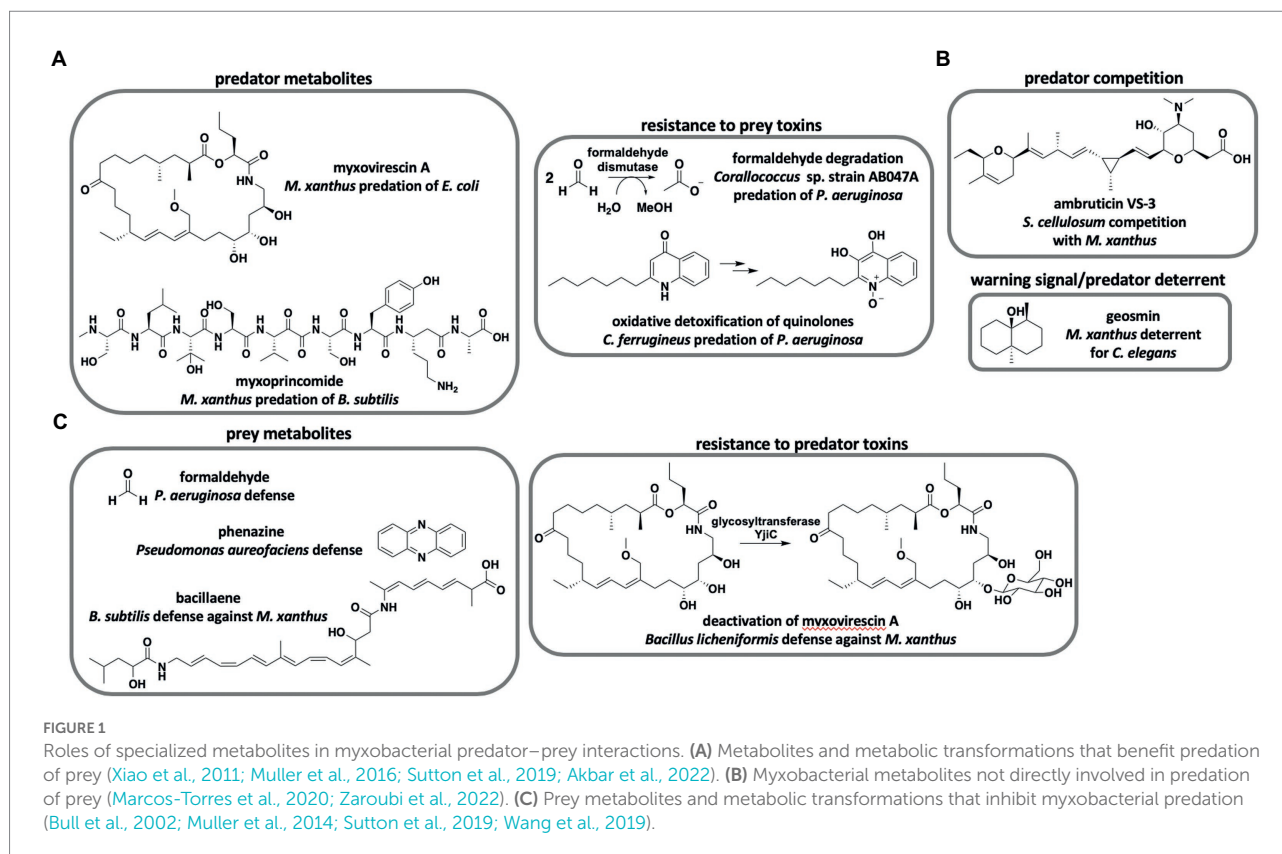 A
predator metabolites
myxovirescin A
M. xanthus predation of E. coli
myxoprincomide
M. xanthus predation of B. subtilis
resistance to prey toxins
2
formaldehyde
dismutase
H₂O
MeOH
formaldehyde degradation
Corallococcus sp. strain AB047A
predation of P. aeruginosa
oxidative detoxification of quinolones
C. ferrugineus predation of P. aeruginosa
B
predator competition
ambruticin VS-3
S. cellulosum competition
with M. xanthus
warning signal/predator deterrent
geosmin
M. xanthus deterrent
for C. elegans
C
prey metabolites
formaldehyde
P. aeruginosa defense
phenazine
Pseudomonas aureofaciens defense
bacillaene
B. subtilis defense against M. xanthus
resistance to predator toxins
glycosyltransferase
YjiC
deactivation of myxovirescin A
Bacillus licheniformis defense against M. xanthus
FIGURE 1
Roles of specialized metabolites in myxobacterial predator–prey interactions. (A) Metabolites and metabolic transformations that benefit predation
of prey (Xiao et al., 2011; Muller et al., 2016; Sutton et al., 2019; Akbar et al., 2022). (B) Myxobacterial metabolites not directly involved in predation
of prey (Marcos-Torres et al., 2020; Zaroubi et al., 2022). (C) Prey metabolites and metabolic transformations that inhibit myxobacterial predation
(Bull et al., 2002; Muller et al., 2014; Sutton et al., 2019; Wang et al., 2019).